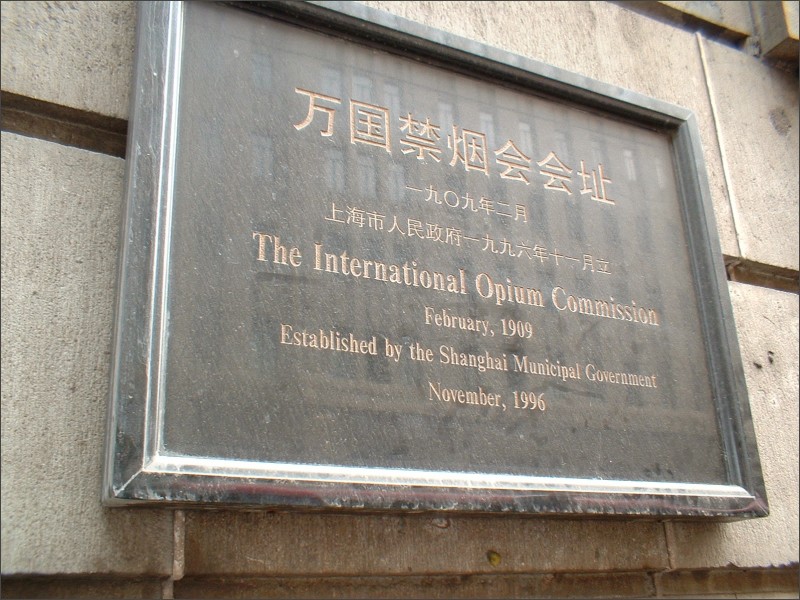 万国禁烟会会址
一九〇九年二月
上海市人民政府一九九六年十一月立
The International Opium Commission
February, 1909
Established by the Shanghai Municipal Government
November, 1996